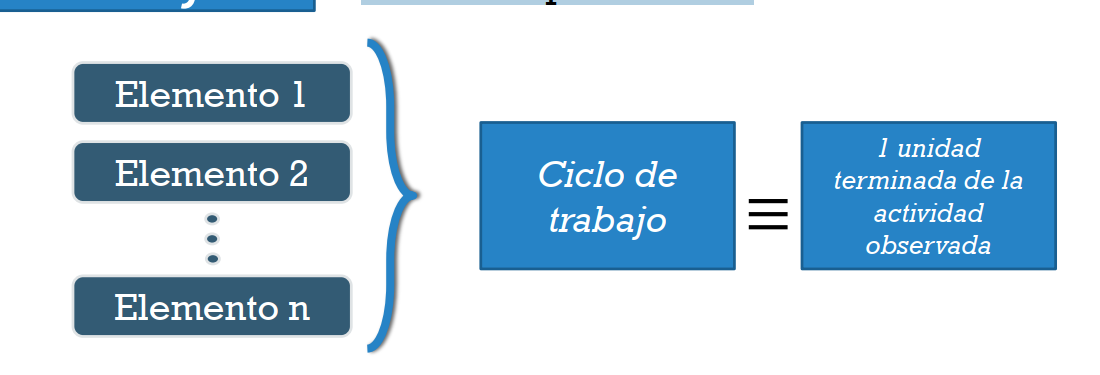 Elemento 1
Elemento 2
Elemento n
Ciclo de
trabajo
≡
1 unidad
terminada de la
actividad
observada